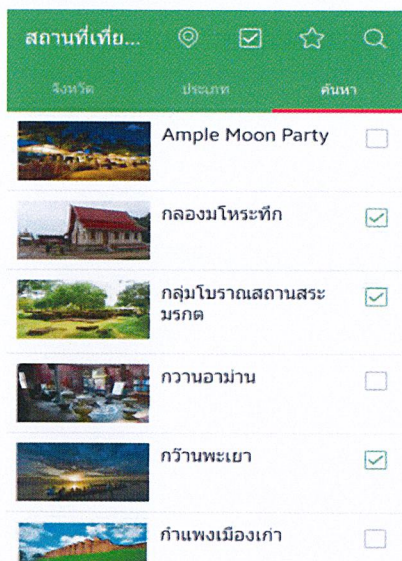 สถานที่เที่ย...
จังหวัด ประเภท ค้นหา
Ample Moon Party
กลองมโหระทึก
กลุ่มโบราณสถานสระ
มรกต
กวานอาม่าน
กว๊านพะเยา
กำแพงเมืองเก่า